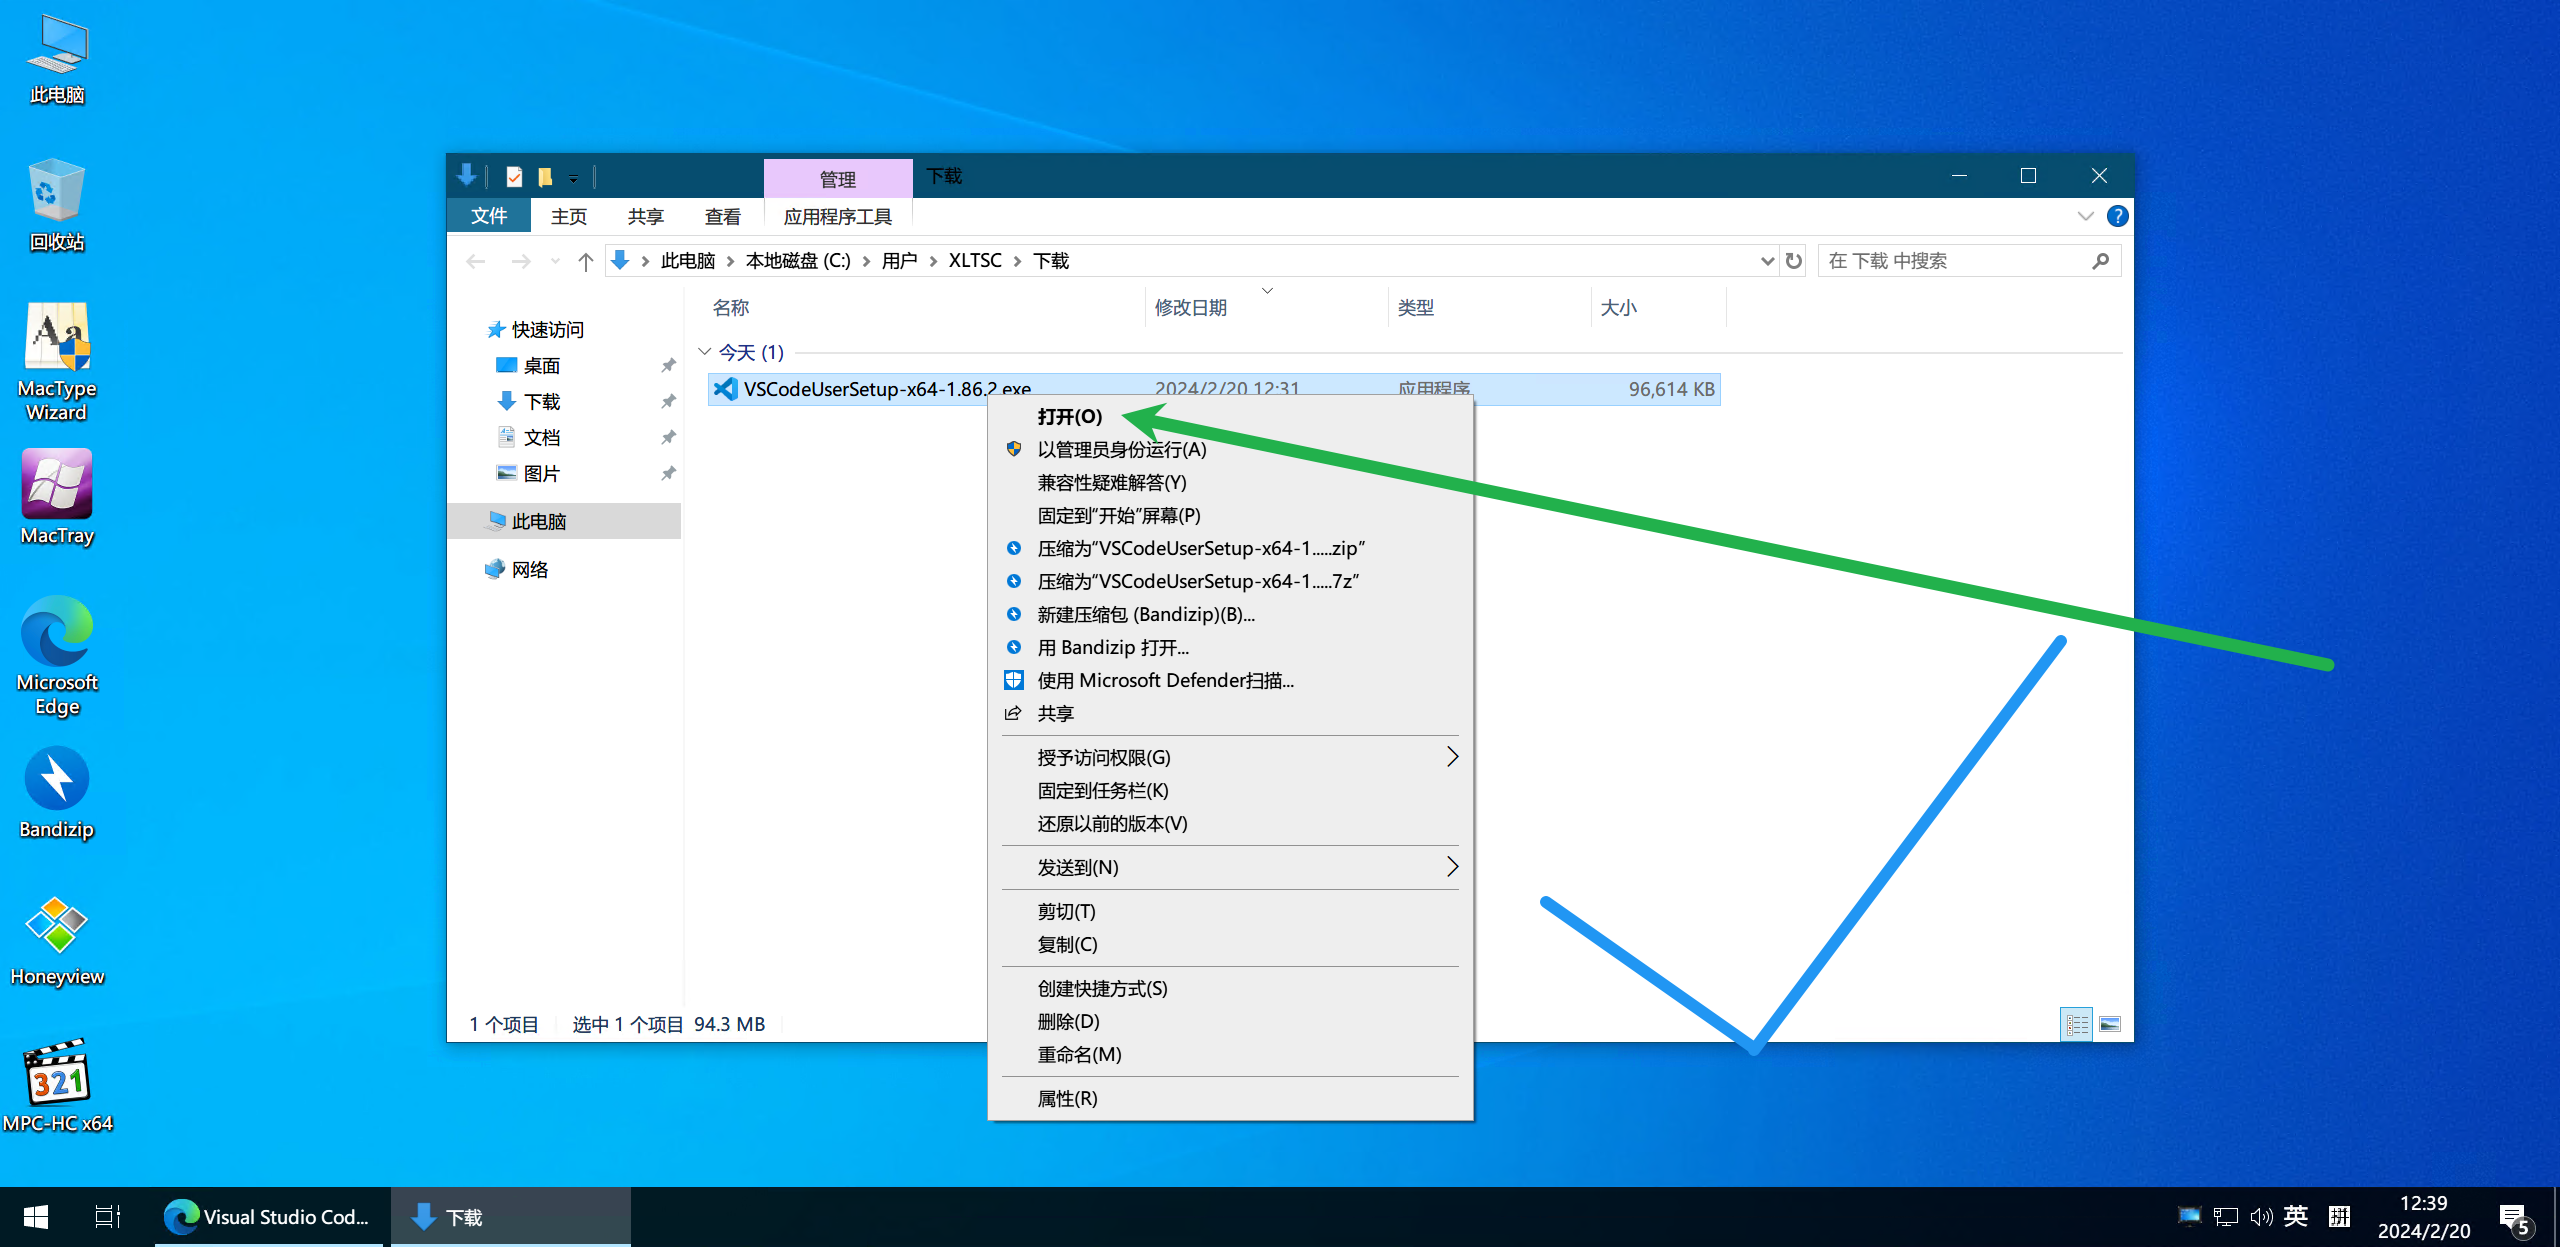 此电脑
回收站
MacType
Wizard
MacTray
Microsoft
Edge
Bandizip
Honeyview
321
MPC-HC x64
管理
下载
文件
主页
共享
查看
应用程序工具
此电脑 > 本地磁盘 (C:) > 用户 > XLTSC > 下载
在 下载 中搜索
快速访问
桌面
下载
文档
图片
此电脑
网络
名称
修改日期
类型
大小
今天 (1)
VSCodeUserSetup-x64-1.86.2.exe
2024/2/20 12:31
应用程序
96,614 KB
打开(O)
以管理员身份运行(A)
兼容性疑难解答(Y)
固定到“开始”屏幕(P)
压缩为“VSCodeUserSetup-x64-1.....zip”
压缩为“VSCodeUserSetup-x64-1.....7z”
新建压缩包 (Bandizip)(B)...
用 Bandizip 打开...
使用 Microsoft Defender扫描...
共享
授予访问权限(G)
固定到任务栏(K)
还原以前的版本(V)
发送到(N)
剪切(T)
复制(C)
创建快捷方式(S)
删除(D)
重命名(M)
属性(R)
1 个项目
选中 1 个项目 94.3 MB
Visual Studio Cod...
下载
英
拼
12:39
2024/2/20
5